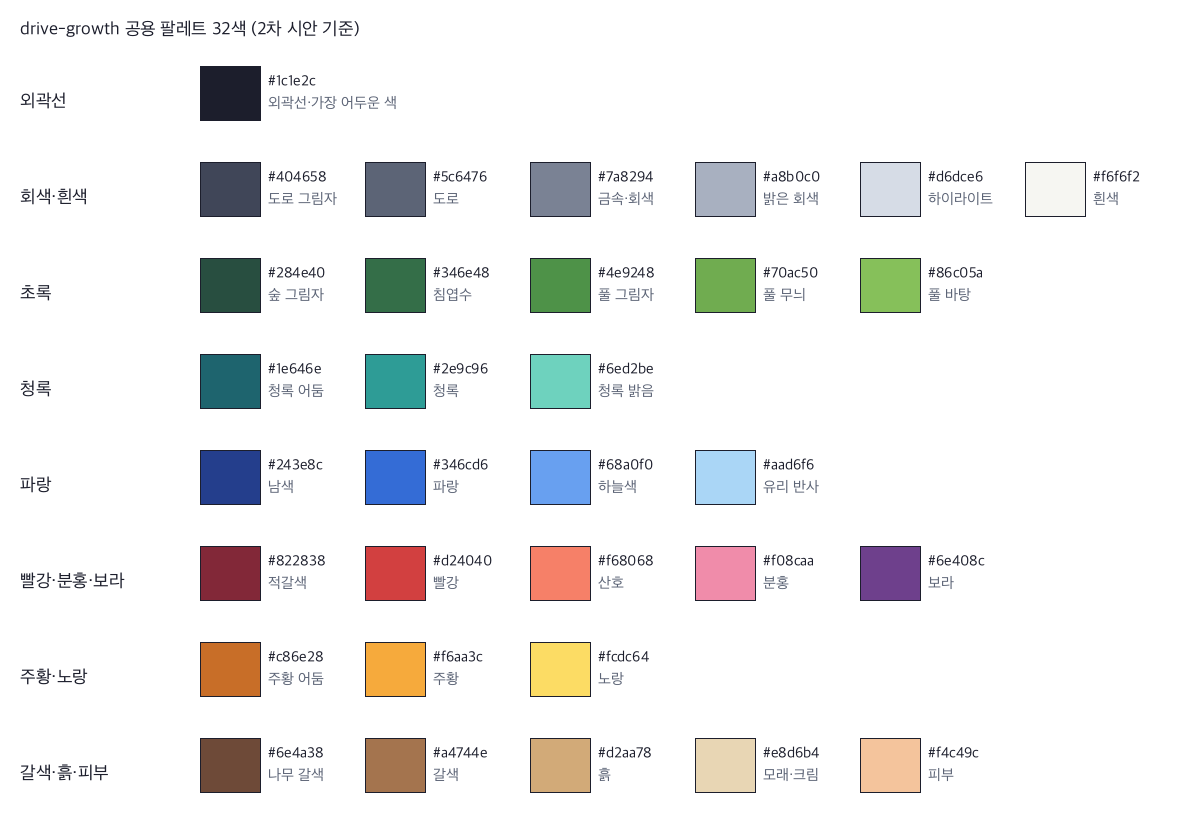 drive-growth 공용 팔레트 32색 (2차 시안 기준)
외곽선
#1c1e2c
외곽선·가장 어두운 색
회색·흰색
#404658
도로 그림자
#5c6476
도로
#7a8294
금속·회색
#a8b0c0
밝은 회색
#d6dce6
하이라이트
#f6f6f2
흰색
초록
#284e40
숲 그림자
#346e48
침엽수
#4e9248
풀 그림자
#70ac50
풀 무늬
#86c05a
풀 바탕
청록
#1e646e
청록 어둠
#2e9c96
청록
#6ed2be
청록 밝음
파랑
#243e8c
남색
#346cd6
파랑
#68a0f0
하늘색
#aad6f6
유리 반사
빨강·분홍·보라
#822838
적갈색
#d24040
빨강
#f68068
산호
#f08caa
분홍
#6e408c
보라
주황·노랑
#c86e28
주황 어둠
#f6aa3c
주황
#fcdc64
노랑
갈색·흙·피부
#6e4a38
나무 갈색
#a4744e
갈색
#d2aa78
흙
#e8d6b4
모래·크림
#f4c49c
피부